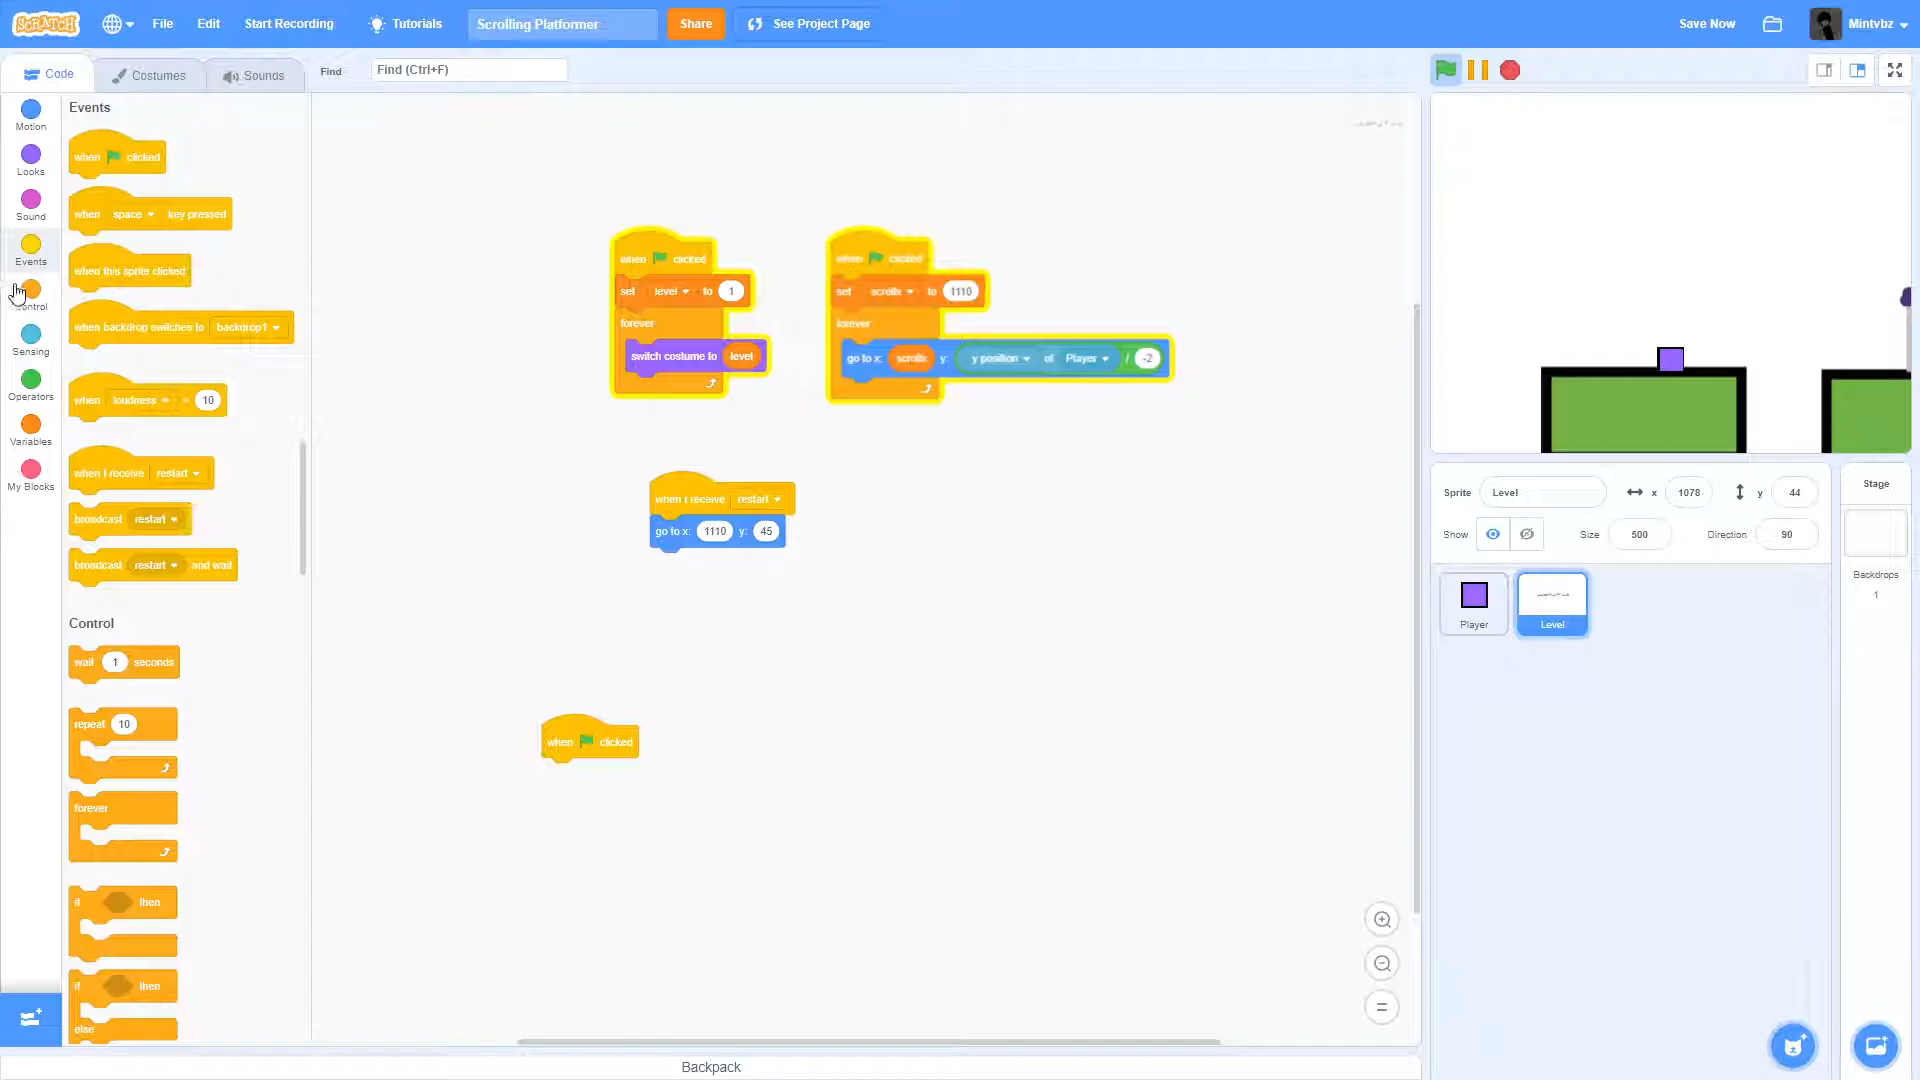 SCRATCH File Edit Start Recording Tutorials Scrolling Platformer Share See Project Page Save Now Mintvbz
Code Costumes Sounds Find Find (Ctrl+F)
Motion
Looks
Sound
Events
Control
Sensing
Operators
Variables
My Blocks
Events
when clicked
when space key pressed
when this sprite clicked
when backdrop switches to backdrop1
when loudness > 10
when I receive restart
broadcast restart
broadcast restart and wait
Control
wait 1 seconds
repeat 10
forever
if then
if then
else
when clicked
set level to 1
forever
switch costume to level
when clicked
set scrollx to 1110
forever
go to x: scrollx y: y position of Player / -2
when I receive restart
go to x: 1110 y: 45
when clicked
Sprite Level x 1078 y 44
Show Size 500 Direction 90
Player
Level
Stage
Backdrops
1
Backpack